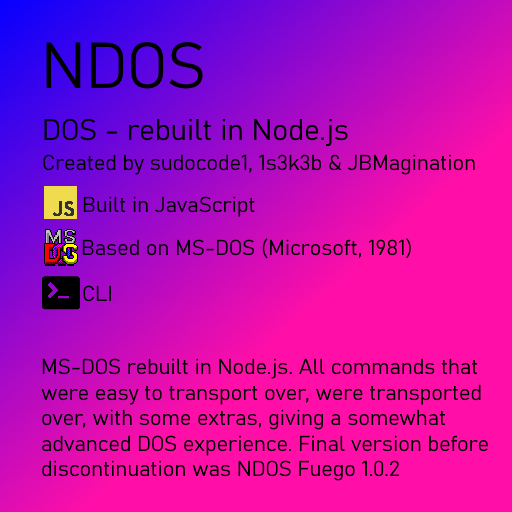 NDOS
DOS - rebuilt in Node.js
Created by sudocode1, 1s3k3b & JBMagination
JS Built in JavaScript
MS DOS Based on MS-DOS (Microsoft, 1981)
>_ CLI
MS-DOS rebuilt in Node.js. All commands that
were easy to transport over, were transported
over, with some extras, giving a somewhat
advanced DOS experience. Final version before
discontinuation was NDOS Fuego 1.0.2